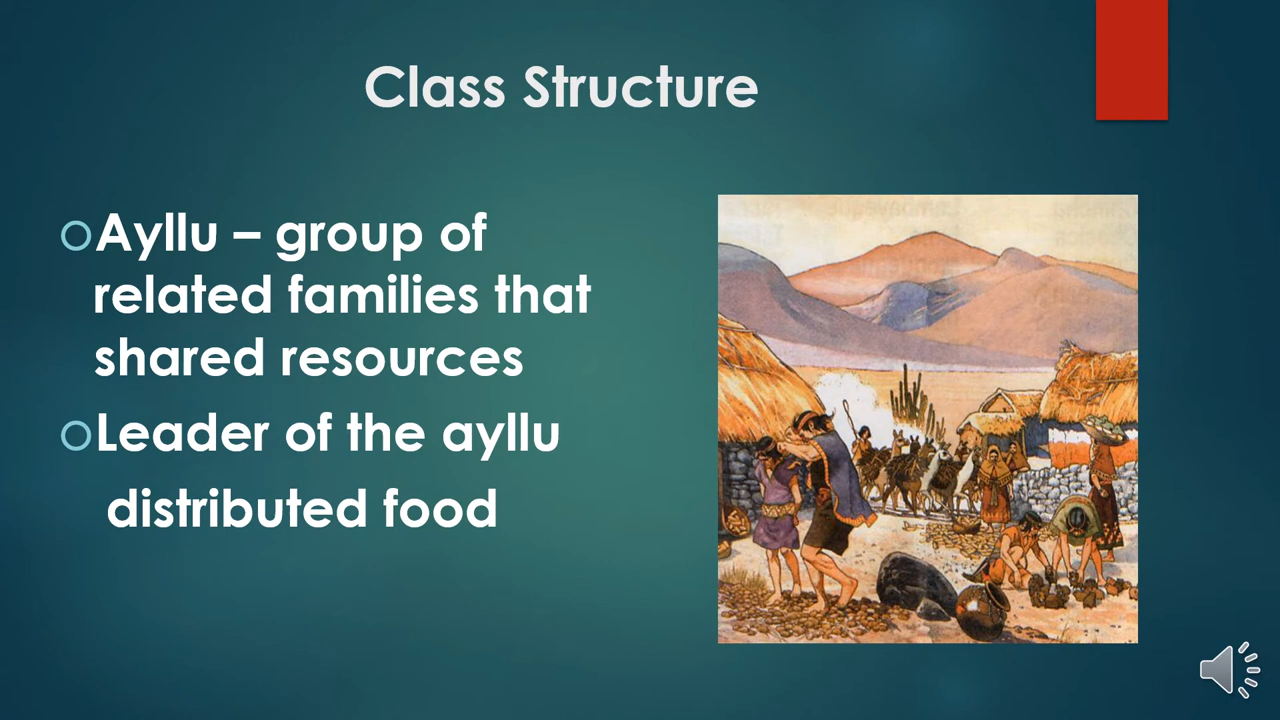 Class Structure
Ayllu – group of
related families that
shared resources
Leader of the ayllu
distributed food